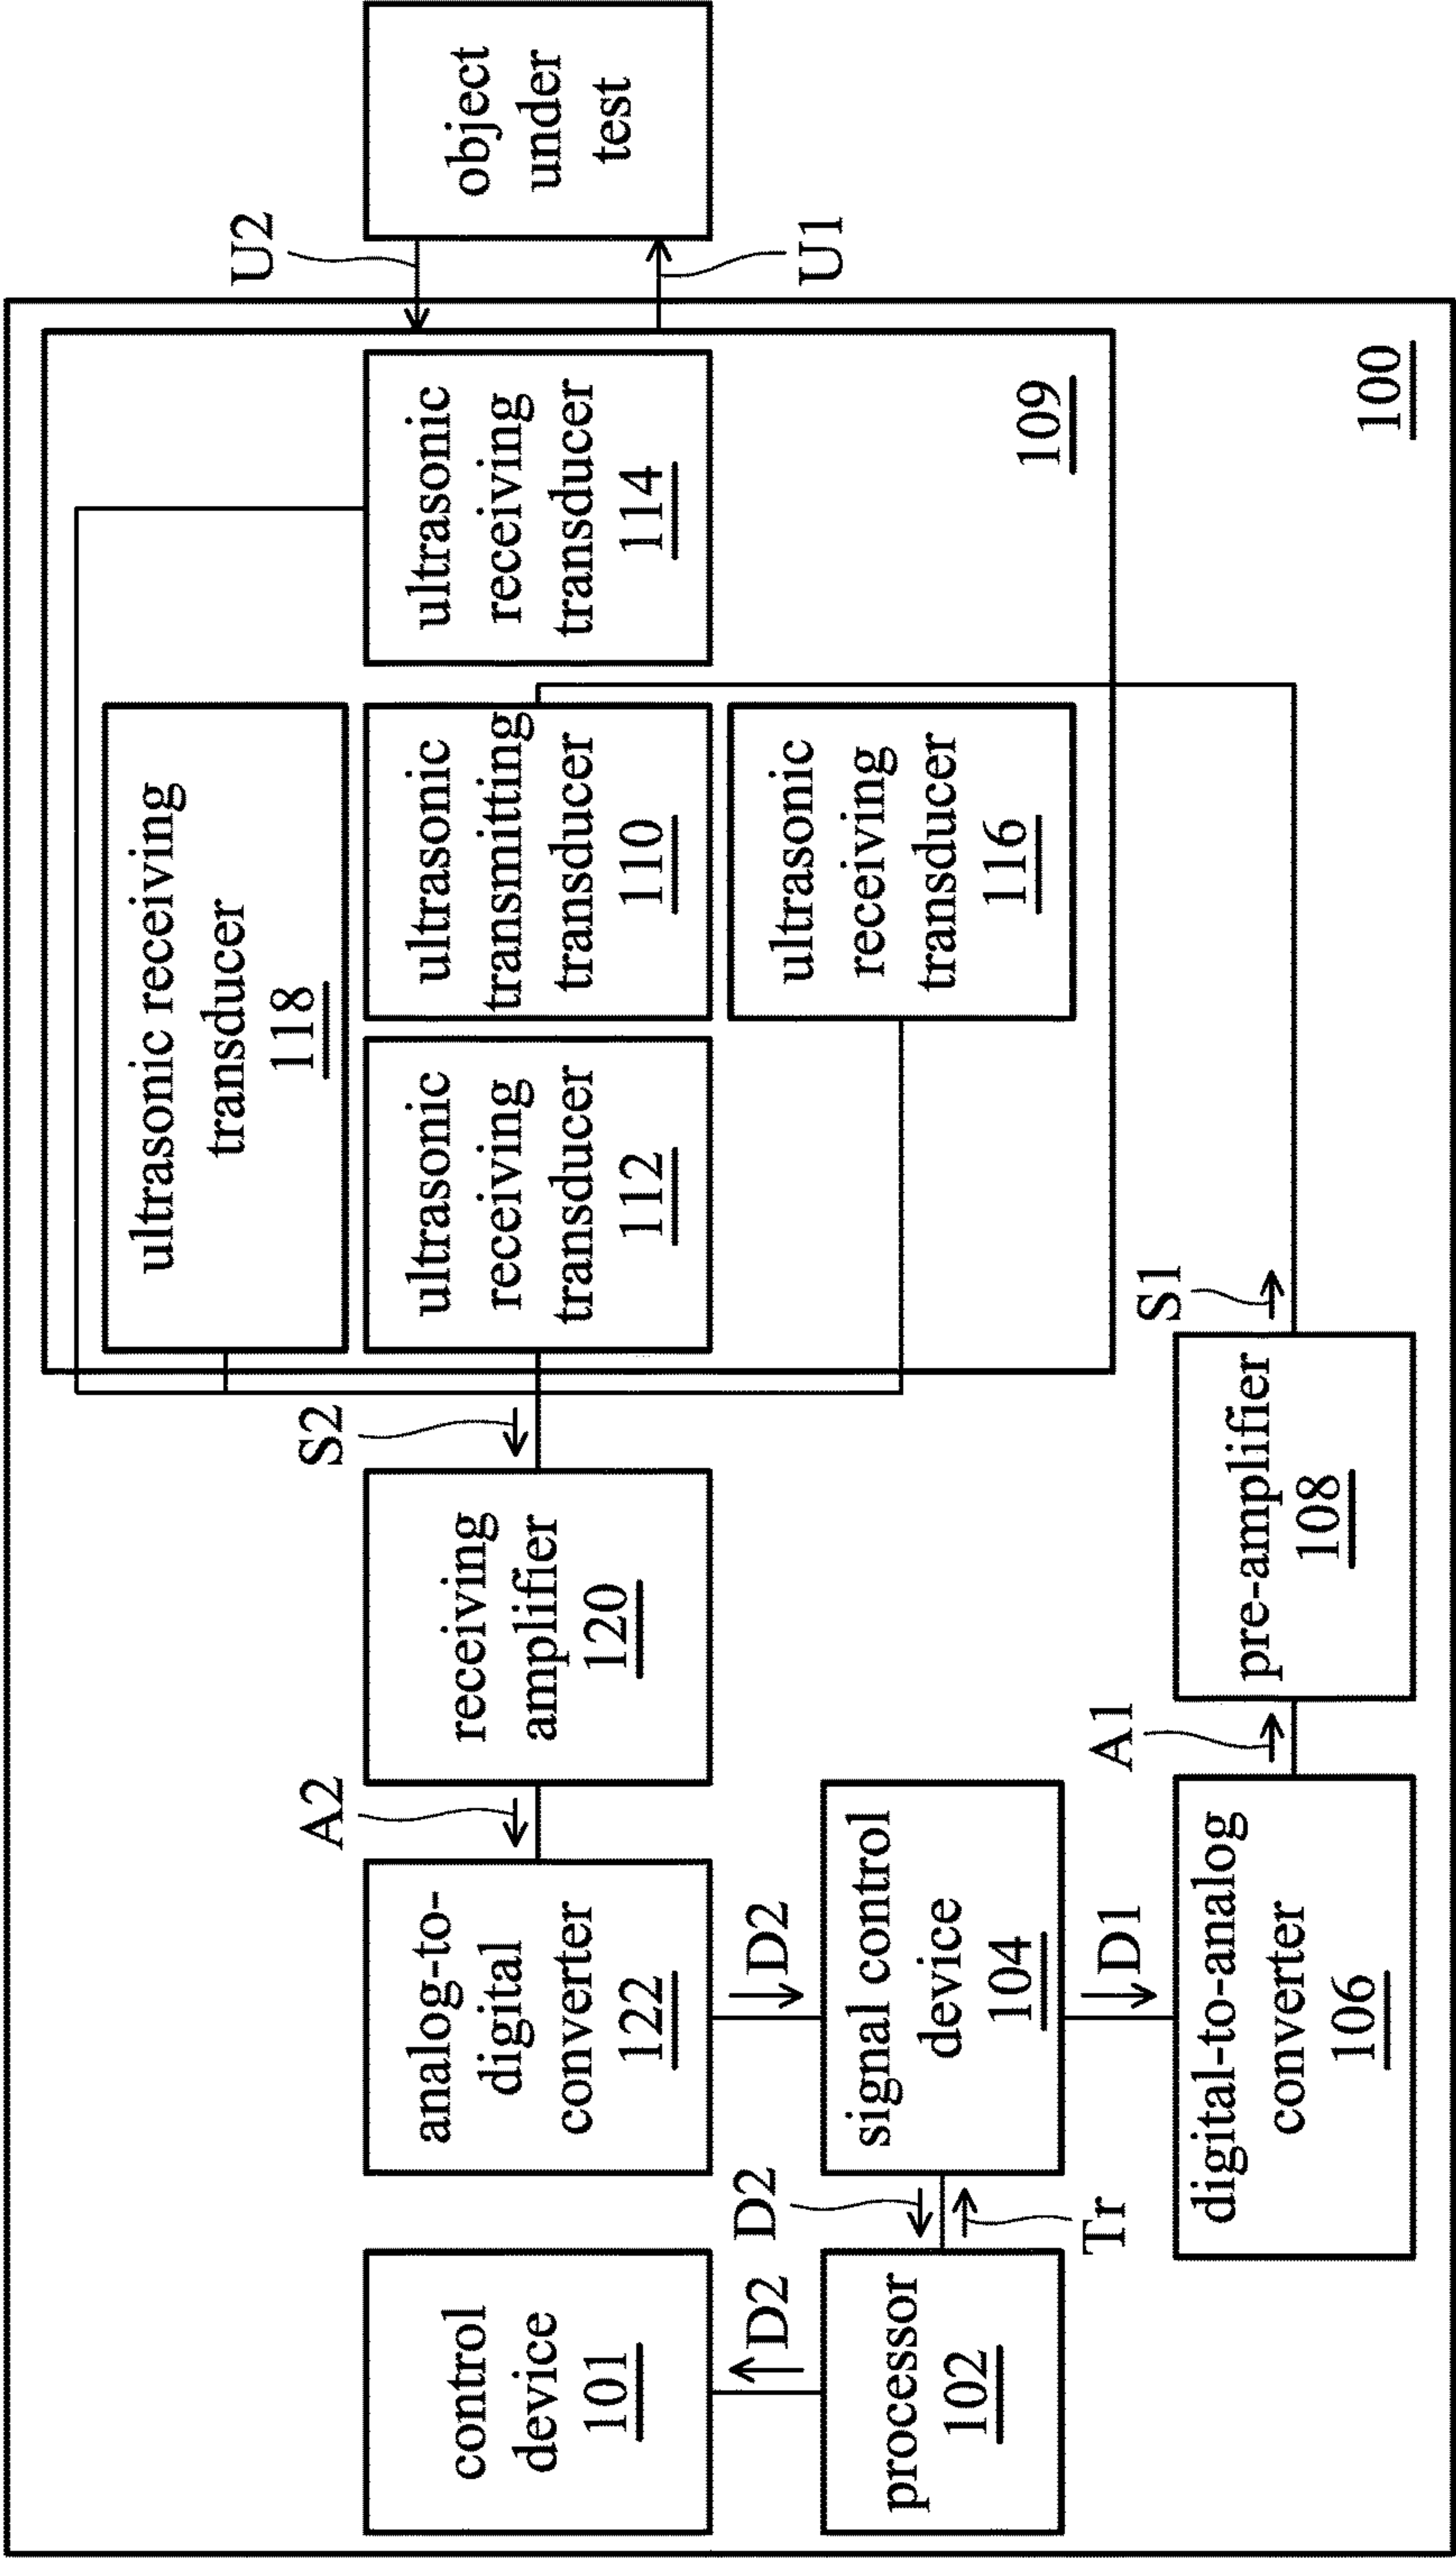 control
device
101
D2
processor
102
D2
Tr
analog-to-
digital
converter
122
D2
signal control
device
104
D1
digital-to-analog
converter
106
A2
A1
receiving
amplifier
120
pre-amplifier
108
S2
S1
ultrasonic receiving
transducer
118
ultrasonic
receiving
transducer
112
ultrasonic
transmitting
transducer
110
ultrasonic
receiving
transducer
116
ultrasonic
receiving
transducer
114
109
100
U2
U1
object
under
test